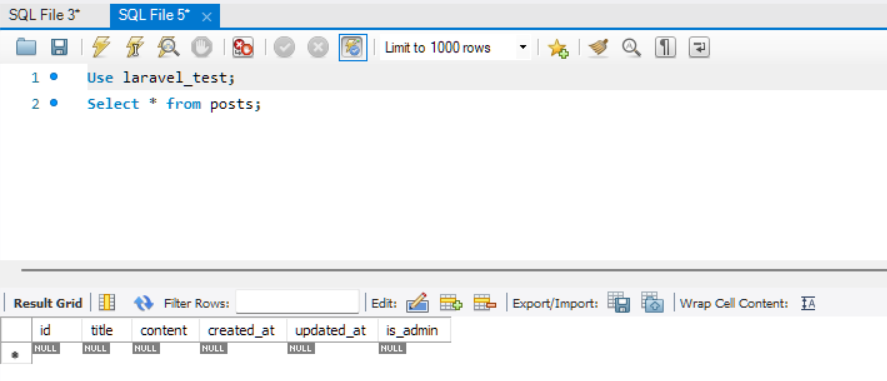 SQL File 3* SQL File 5*
Limit to 1000 rows
1 Use laravel_test;
2 Select * from posts;
Result Grid Filter Rows: Edit: Export/Import: Wrap Cell Content: IA
id title content created_at updated_at is_admin
* NULL NULL NULL NULL NULL NULL